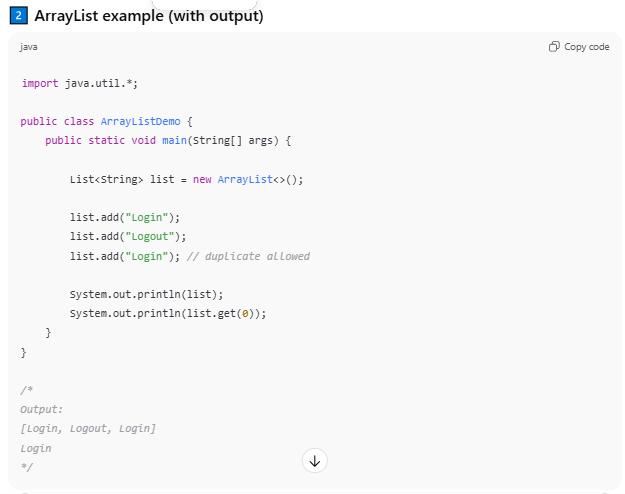 2 ArrayList example (with output)
java
Copy code
import java.util.*;
public class ArrayListDemo {
public static void main(String[] args) {
List<String> list = new ArrayList<>();
list.add("Login");
list.add("Logout");
list.add("Login"); // duplicate allowed
System.out.println(list);
System.out.println(list.get(0));
}
}
/*
Output:
[Login, Logout, Login]
Login
*/